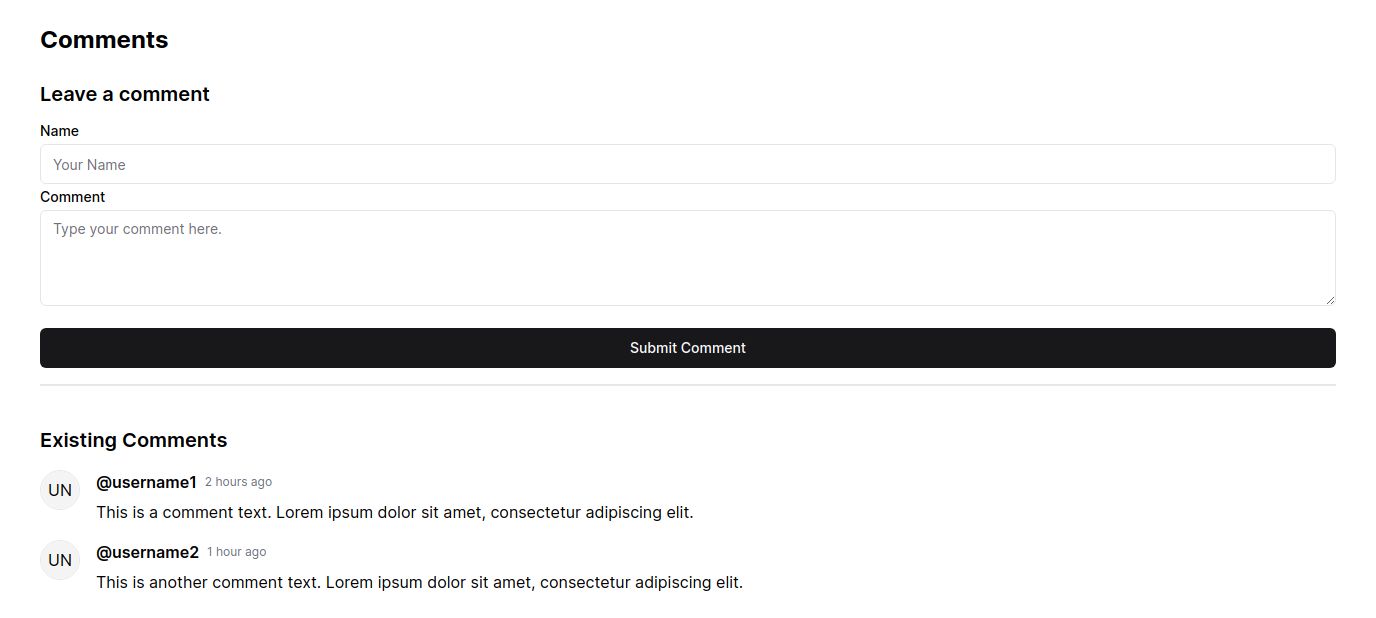 Comments
Leave a comment
Name
Your Name
Comment
Type your comment here.
Submit Comment
Existing Comments
UN
@username1 2 hours ago
This is a comment text. Lorem ipsum dolor sit amet, consectetur adipiscing elit.
UN
@username2 1 hour ago
This is another comment text. Lorem ipsum dolor sit amet, consectetur adipiscing elit.